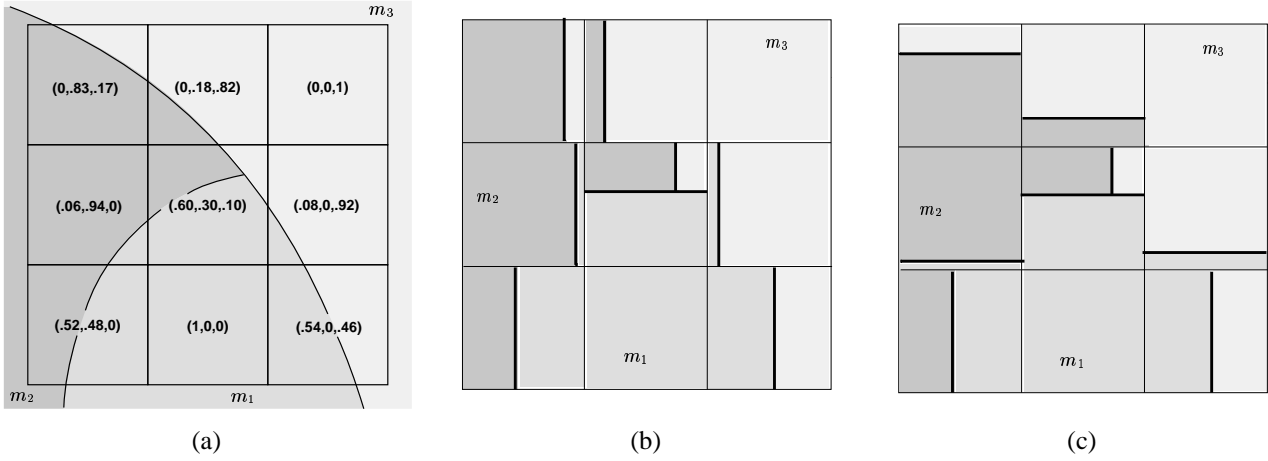 m₃
(0,.83,.17) (0,.18,.82) (0,0,1)
(.06,.94,0) (.60,.30,.10) (.08,0,.92)
(.52,.48,0) (1,0,0) (.54,0,.46)
m₂ m₁
(a)
m₃
m₂
m₁
(b)
m₃
m₂
m₁
(c)